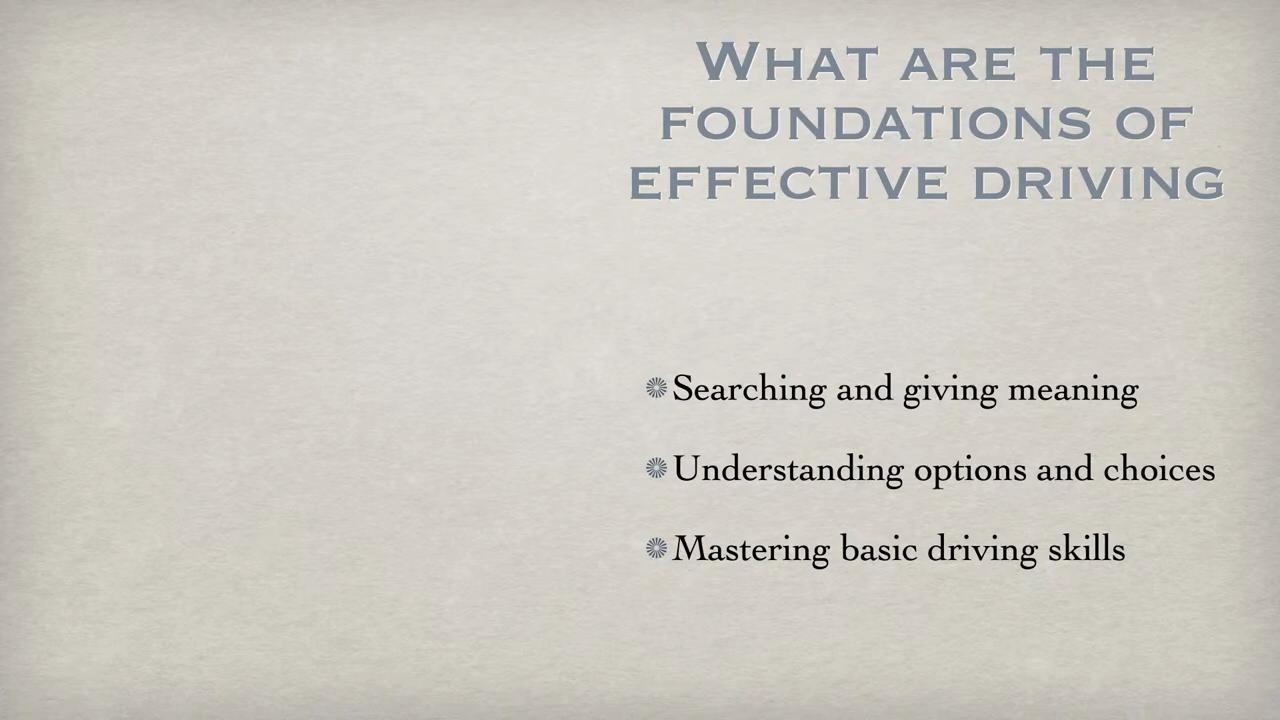 What are the
foundations of
effective driving
Searching and giving meaning
Understanding options and choices
Mastering basic driving skills